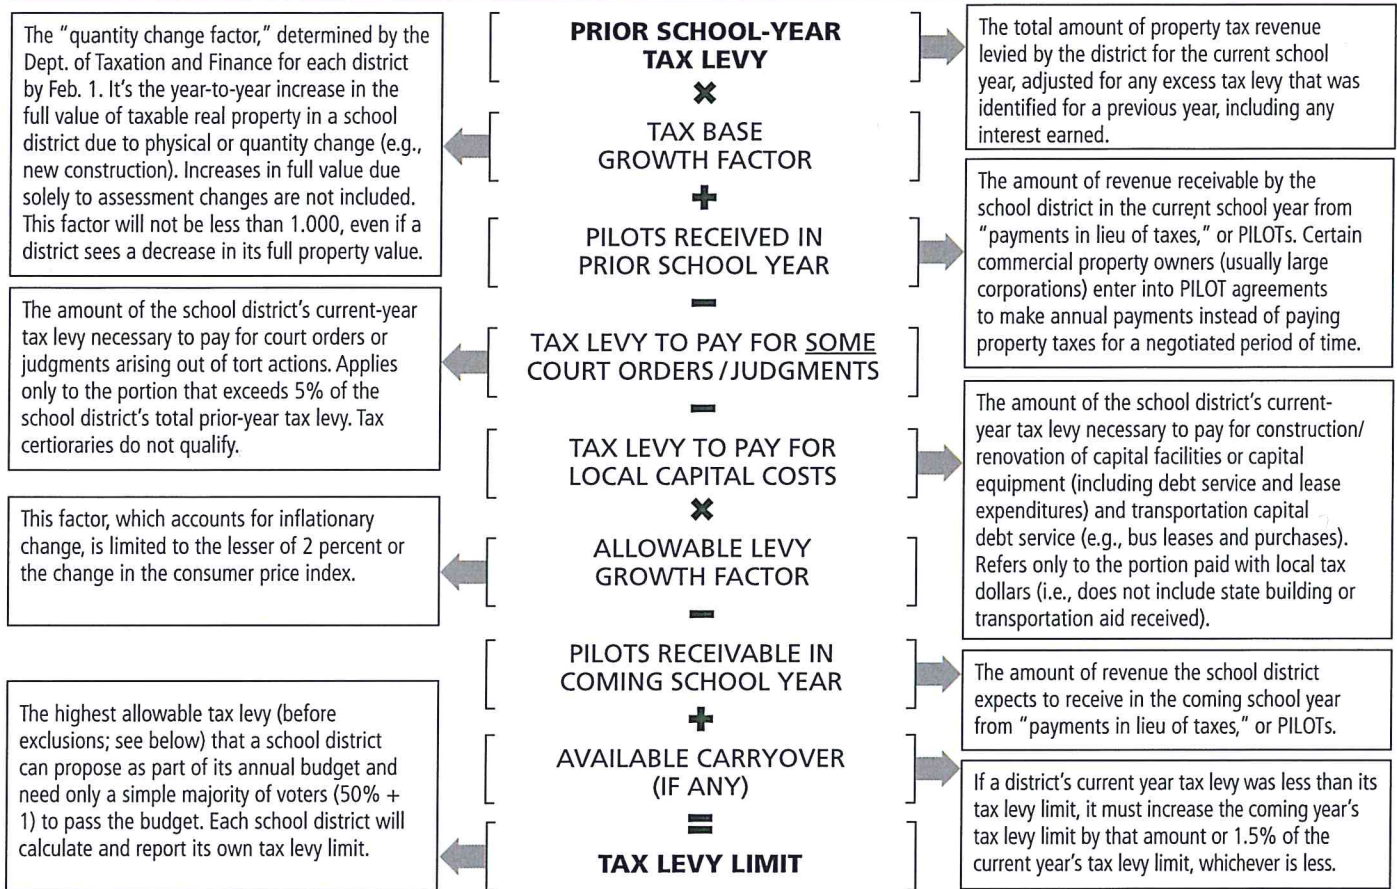 The "quantity change factor," determined by the
Dept. of Taxation and Finance for each district
by Feb. 1. It's the year-to-year increase in the
full value of taxable real property in a school
district due to physical or quantity change (e.g.,
new construction). Increases in full value due
solely to assessment changes are not included.
This factor will not be less than 1.000, even if a
district sees a decrease in its full property value.
The amount of the school district's current-year
tax levy necessary to pay for court orders or
judgments arising out of tort actions. Applies
only to the portion that exceeds 5% of the
school district's total prior-year tax levy. Tax
certioraries do not qualify.
This factor, which accounts for inflationary
change, is limited to the lesser of 2 percent or
the change in the consumer price index.
The highest allowable tax levy (before
exclusions; see below) that a school district
can propose as part of its annual budget and
need only a simple majority of voters (50% +
1) to pass the budget. Each school district will
calculate and report its own tax levy limit.
PRIOR SCHOOL-YEAR
TAX LEVY
×
TAX BASE
GROWTH FACTOR
+
PILOTS RECEIVED IN
PRIOR SCHOOL YEAR
−
TAX LEVY TO PAY FOR SOME
COURT ORDERS / JUDGMENTS
−
TAX LEVY TO PAY FOR
LOCAL CAPITAL COSTS
×
ALLOWABLE LEVY
GROWTH FACTOR
−
PILOTS RECEIVABLE IN
COMING SCHOOL YEAR
+
AVAILABLE CARRYOVER
(IF ANY)
=
TAX LEVY LIMIT
The total amount of property tax revenue
levied by the district for the current school
year, adjusted for any excess tax levy that was
identified for a previous year, including any
interest earned.
The amount of revenue receivable by the
school district in the current school year from
"payments in lieu of taxes," or PILOTs. Certain
commercial property owners (usually large
corporations) enter into PILOT agreements
to make annual payments instead of paying
property taxes for a negotiated period of time.
The amount of the school district's current-
year tax levy necessary to pay for construction/
renovation of capital facilities or capital
equipment (including debt service and lease
expenditures) and transportation capital
debt service (e.g., bus leases and purchases).
Refers only to the portion paid with local tax
dollars (i.e., does not include state building or
transportation aid received).
The amount of revenue the school district
expects to receive in the coming school year
from "payments in lieu of taxes," or PILOTs.
If a district's current year tax levy was less than its
tax levy limit, it must increase the coming year's
tax levy limit by that amount or 1.5% of the
current year's tax levy limit, whichever is less.